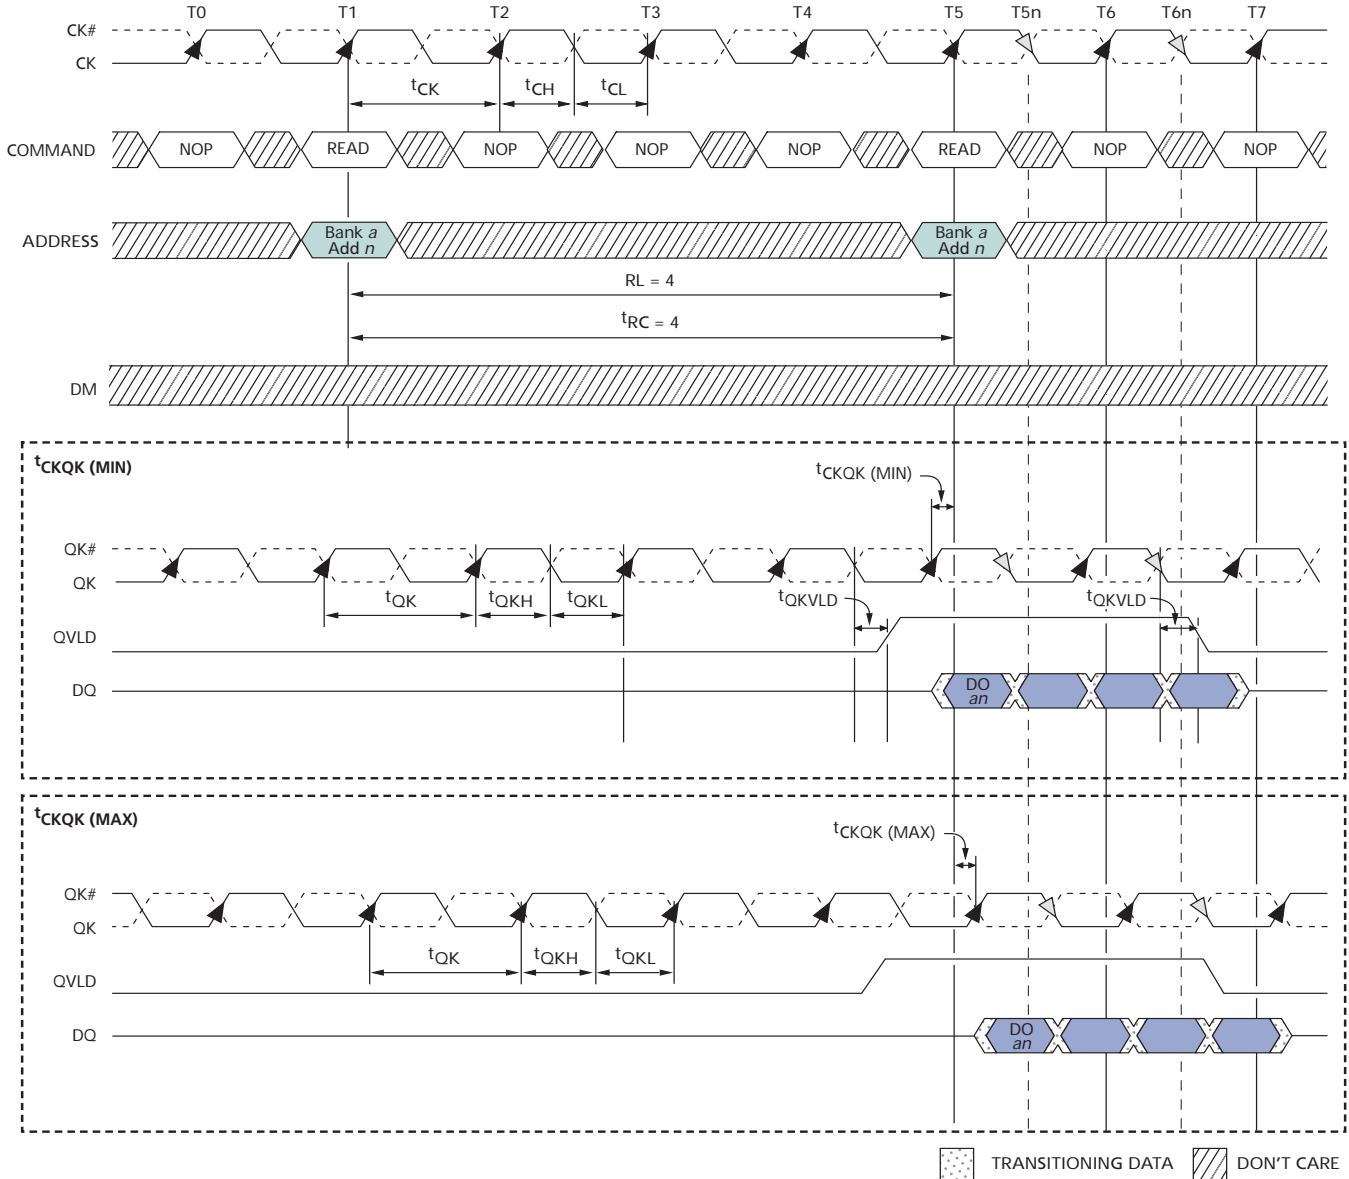 T0 T1 T2 T3 T4 T5 T5n T6 T6n T7
CK#
CK
tCK tCH tCL
COMMAND NOP READ NOP NOP NOP READ NOP NOP
ADDRESS Bank a Add n Bank a Add n
RL = 4
tRC = 4
DM
tCKQK (MIN)
tCKQK (MIN)
QK#
QK
tQK tQKH tQKL tQKVLD tQKVLD
QVLD
DQ DO an
tCKQK (MAX)
tCKQK (MAX)
QK#
QK
tQK tQKH tQKL
QVLD
DQ DO an
TRANSITIONING DATA DON'T CARE